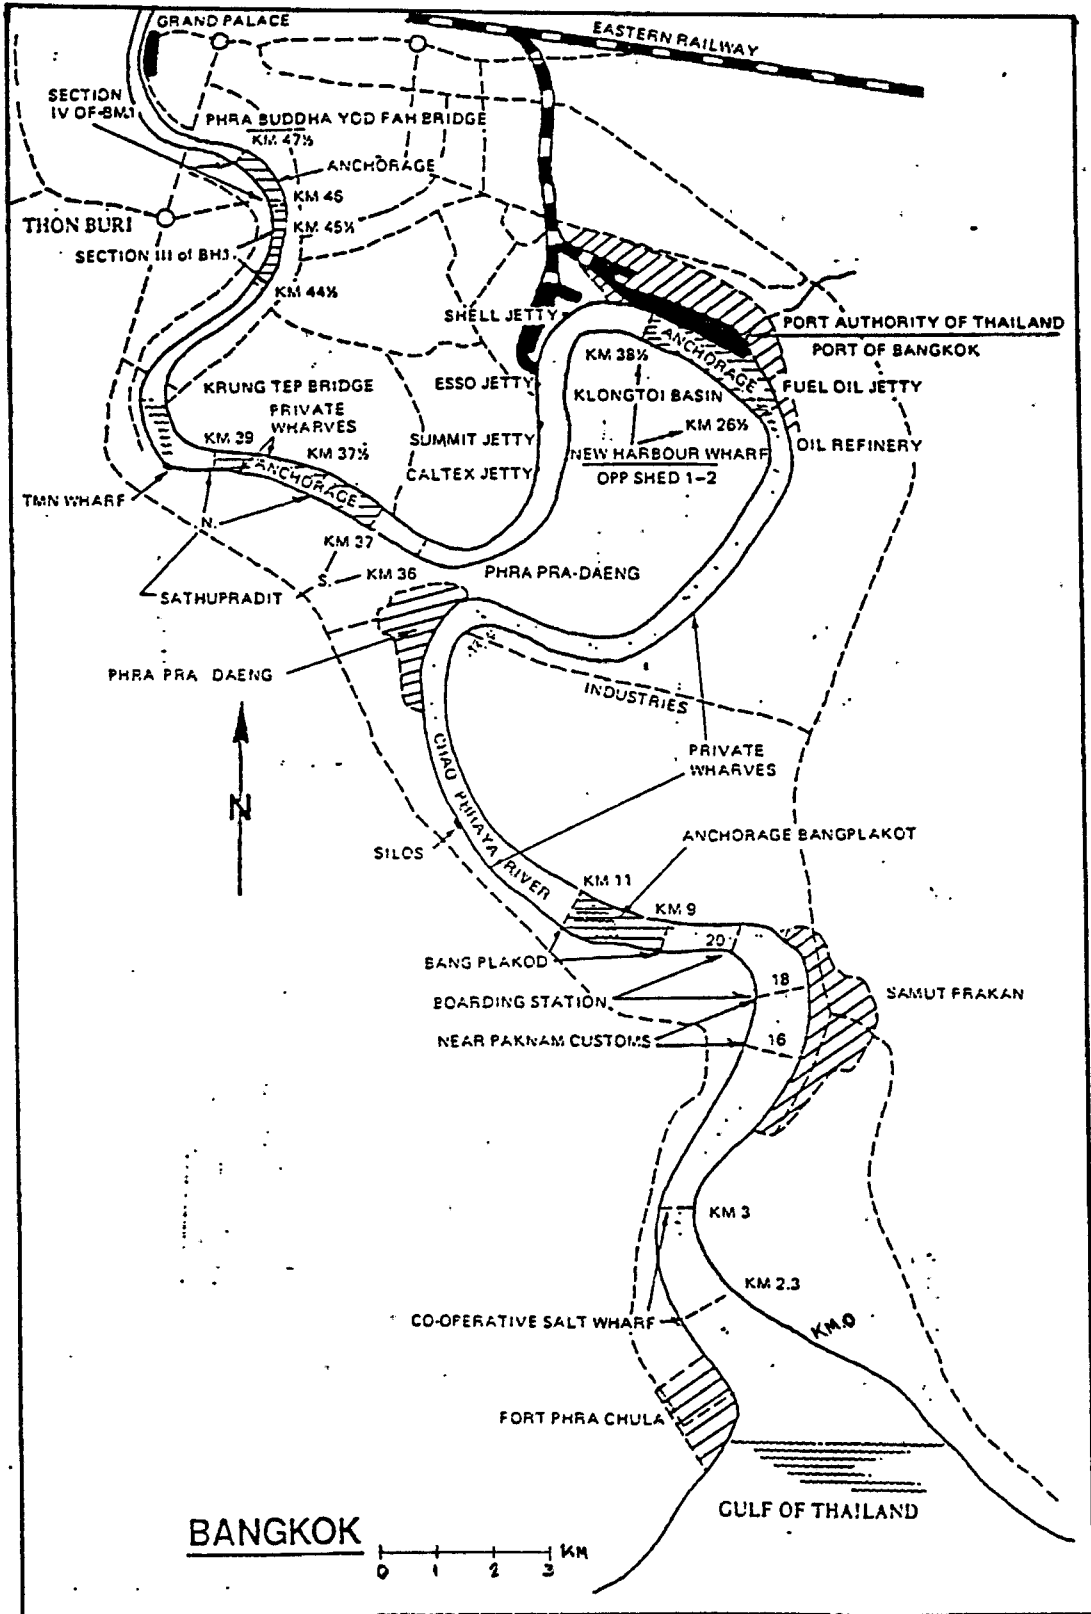 GRAND PALACE
EASTERN RAILWAY
SECTION
IV OF-BM1
PHRA BUDDHA YOD FAH BRIDGE
KM 47½
ANCHORAGE
KM 46
THON BURI
KM 45½
SECTION III of BH1
KM 44½
SHELL JETTY
PORT AUTHORITY OF THAILAND
PORT OF BANGKOK
ANCHORAGE
KM 38½
KRUNG TEP BRIDGE
ESSO JETTY
KLONGTOI BASIN
FUEL OIL JETTY
PRIVATE
WHARVES
KM 26½
KM 39
SUMMIT JETTY
OIL REFINERY
KM 37½
NEW HARBOUR WHARF
ANCHORAGE
CALTEX JETTY
OPP SHED 1-2
TMN WHARF
N.
KM 37
S.
KM 36
PHRA PRA-DAENG
SATHUPRADIT
PHRA PRA DAENG
INDUSTRIES
N
CHAO PHRAYA RIVER
PRIVATE
WHARVES
SILOS
ANCHORAGE BANGPLAKOT
KM 11
KM 9
20
BANG PLAKOD
18
SAMUT PRAKAN
BOARDING STATION
NEAR PAKNAM CUSTOMS
16
KM 3
KM 2.3
CO-OPERATIVE SALT WHARF
KM.0
FORT PHRA CHULA
GULF OF THAILAND
BANGKOK
KM
0 1 2 3